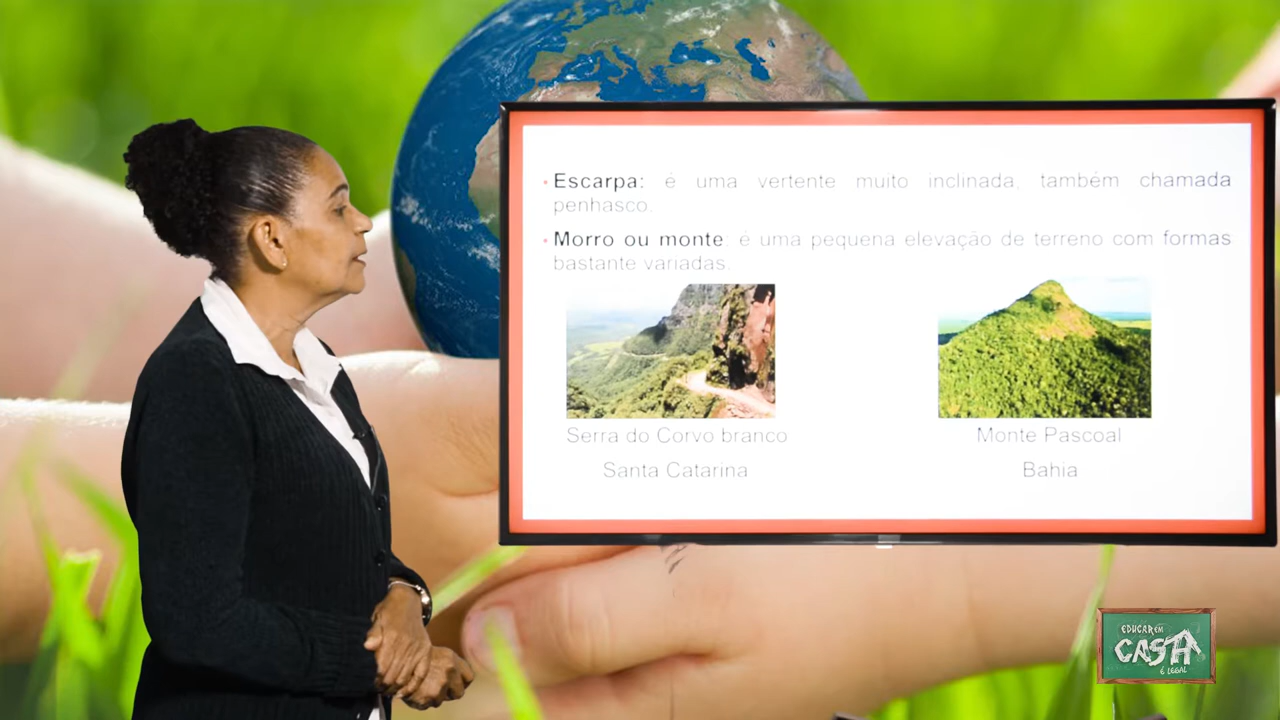 • Escarpa: é uma vertente muito inclinada, também chamada
penhasco.
• Morro ou monte: é uma pequena elevação de terreno com formas
bastante variadas.
Serra do Corvo branco
Santa Catarina
Monte Pascoal
Bahia
EDUCAR EM
CASA
É LEGAL